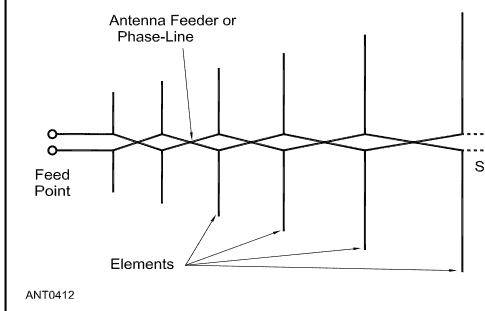 Antenna Feeder or
Phase-Line
Feed
Point
S
Elements
ANT0412